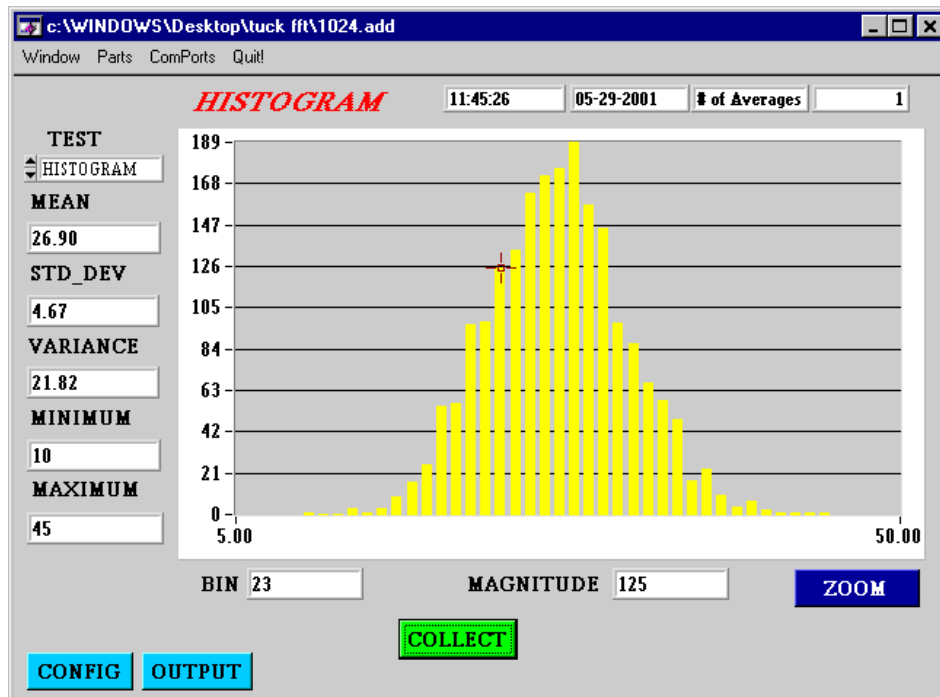 c:\WINDOWS\Desktop\tuck fft\1024.add
Window Parts ComPorts Quit!
HISTOGRAM
11:45:26
05-29-2001
# of Averages
1
TEST
HISTOGRAM
MEAN
26.90
STD_DEV
4.67
VARIANCE
21.82
MINIMUM
10
MAXIMUM
45
189
168
147
126
105
84
63
42
21
0
5.00
50.00
BIN 23
MAGNITUDE 125
ZOOM
COLLECT
CONFIG
OUTPUT